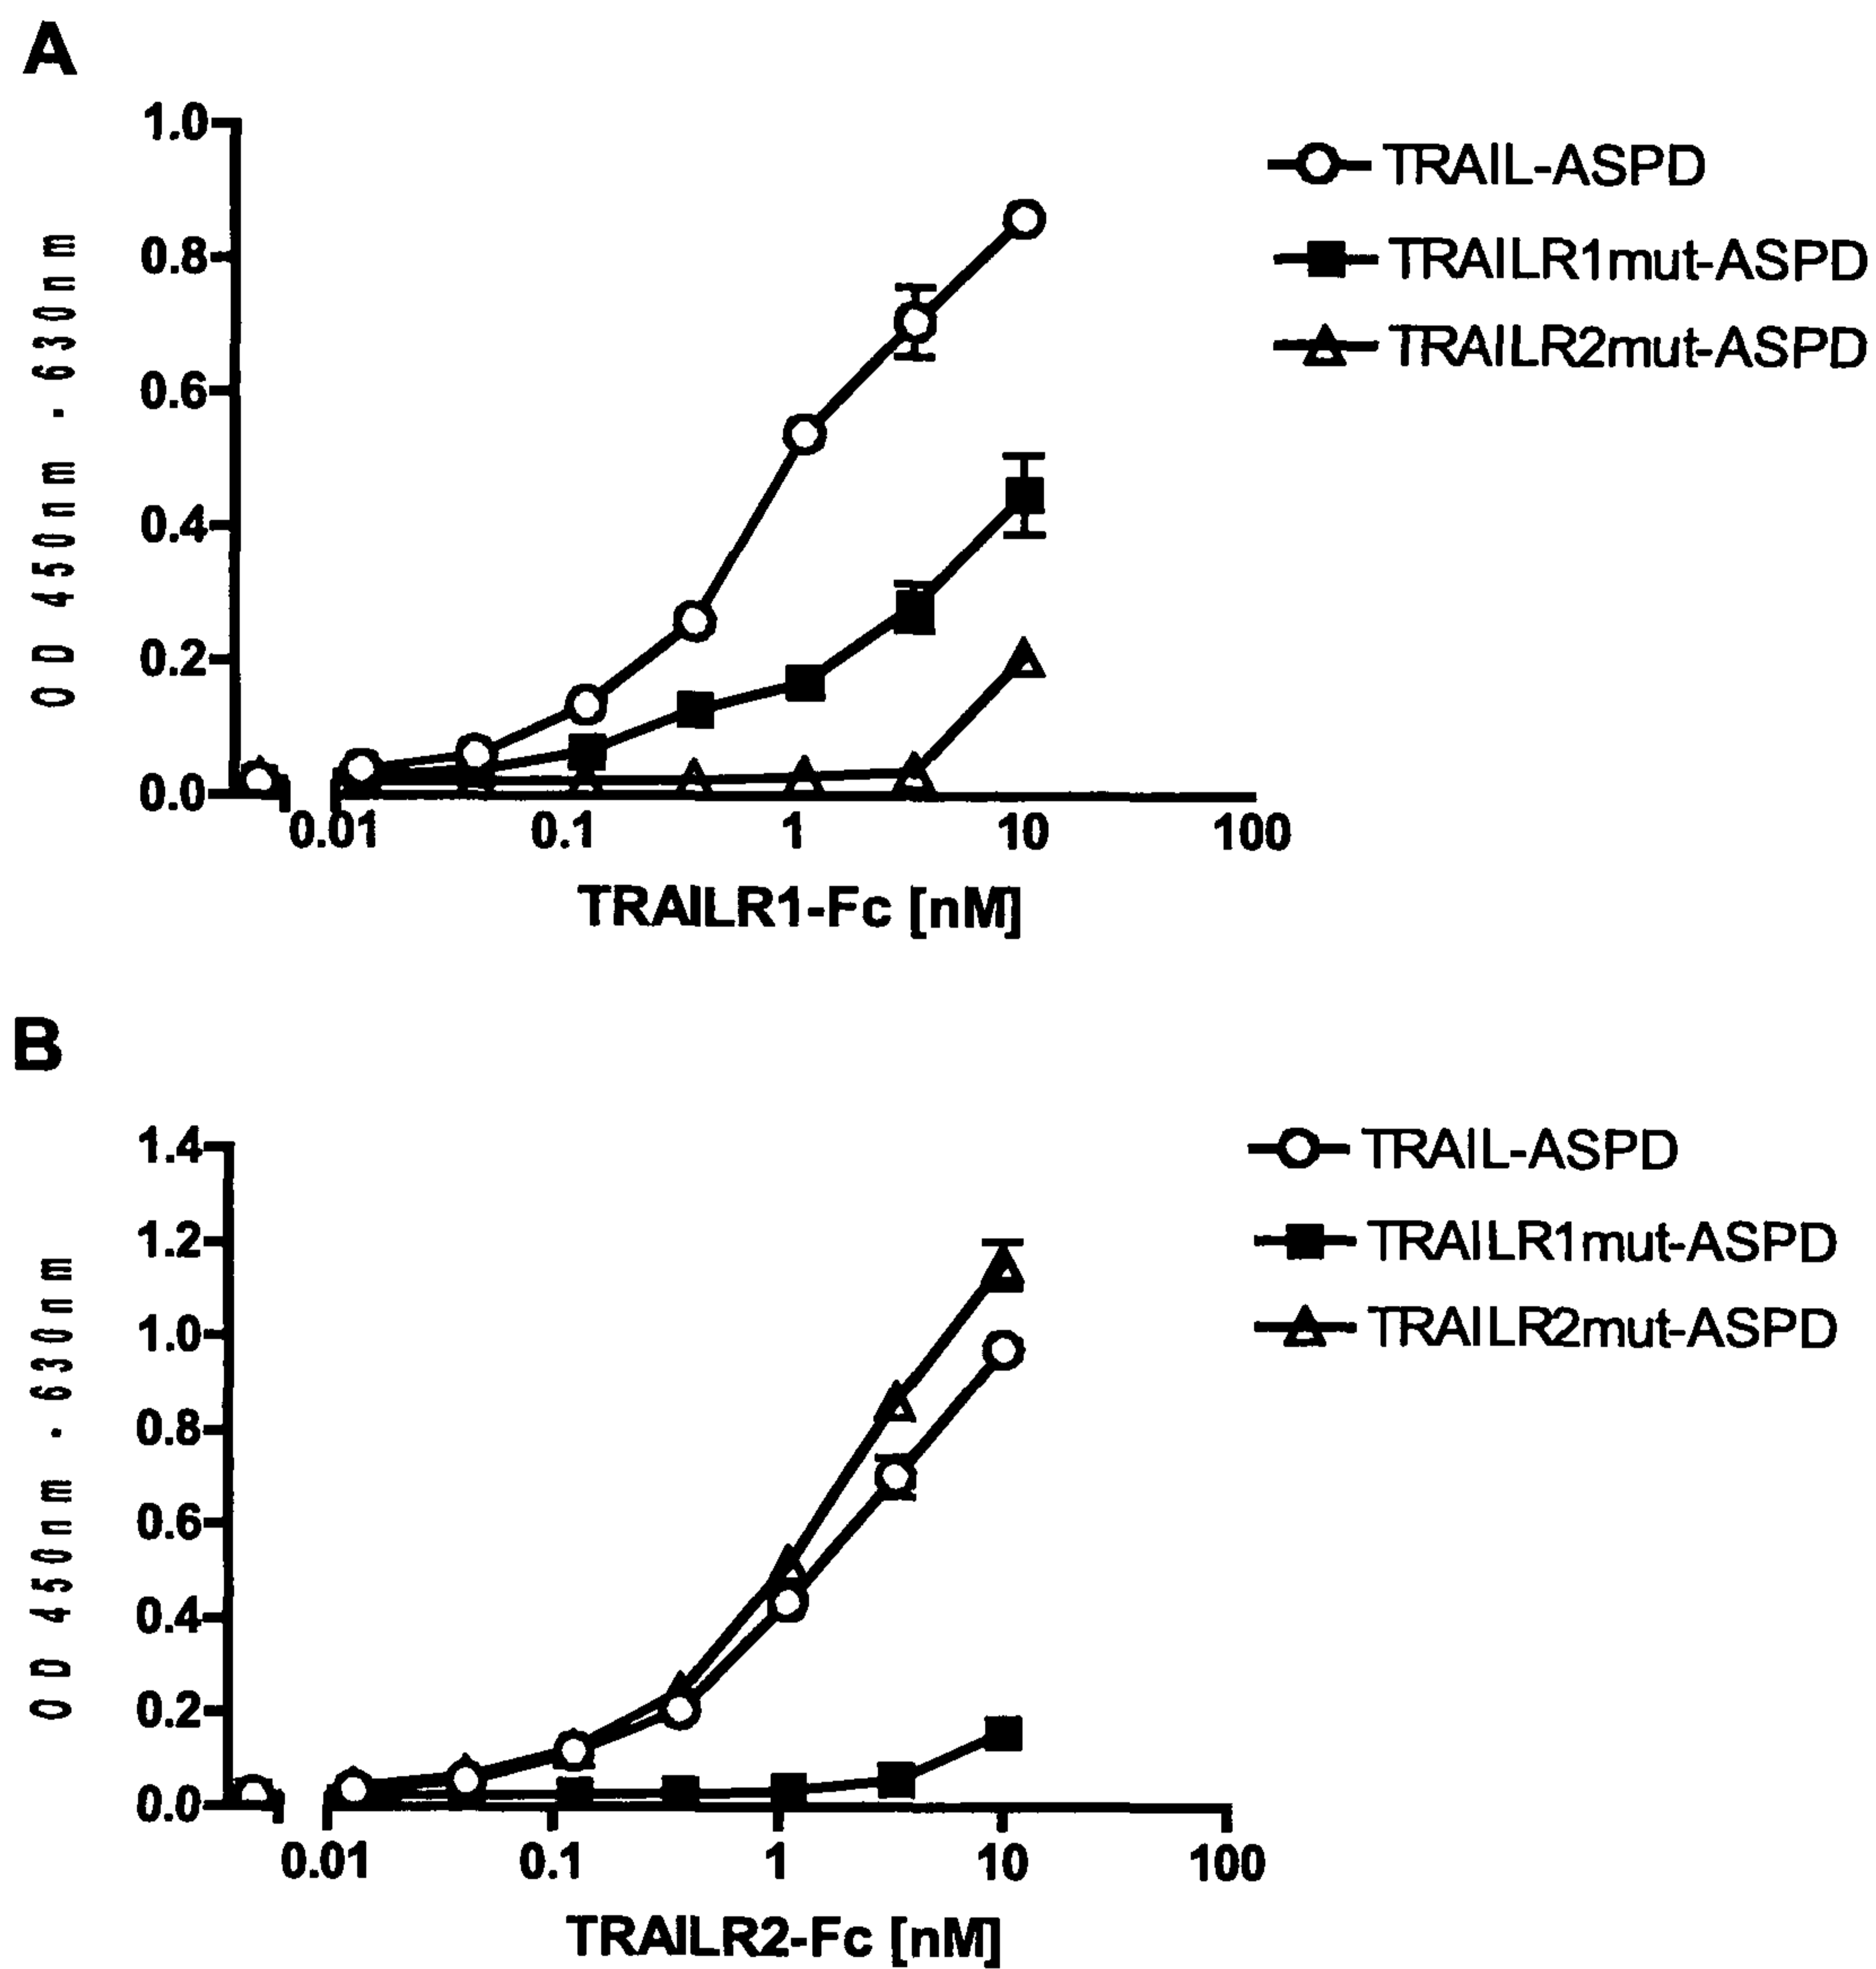 A
1.0
0.8
0.6
0.4
0.2
0.0
OD 450nm - 630nm
0.01 0.1 1 10 100
TRAILR1-Fc [nM]
TRAIL-ASPD
TRAILR1mut-ASPD
TRAILR2mut-ASPD
B
1.4
1.2
1.0
0.8
0.6
0.4
0.2
0.0
OD 450nm - 630nm
0.01 0.1 1 10 100
TRAILR2-Fc [nM]
TRAIL-ASPD
TRAILR1mut-ASPD
TRAILR2mut-ASPD